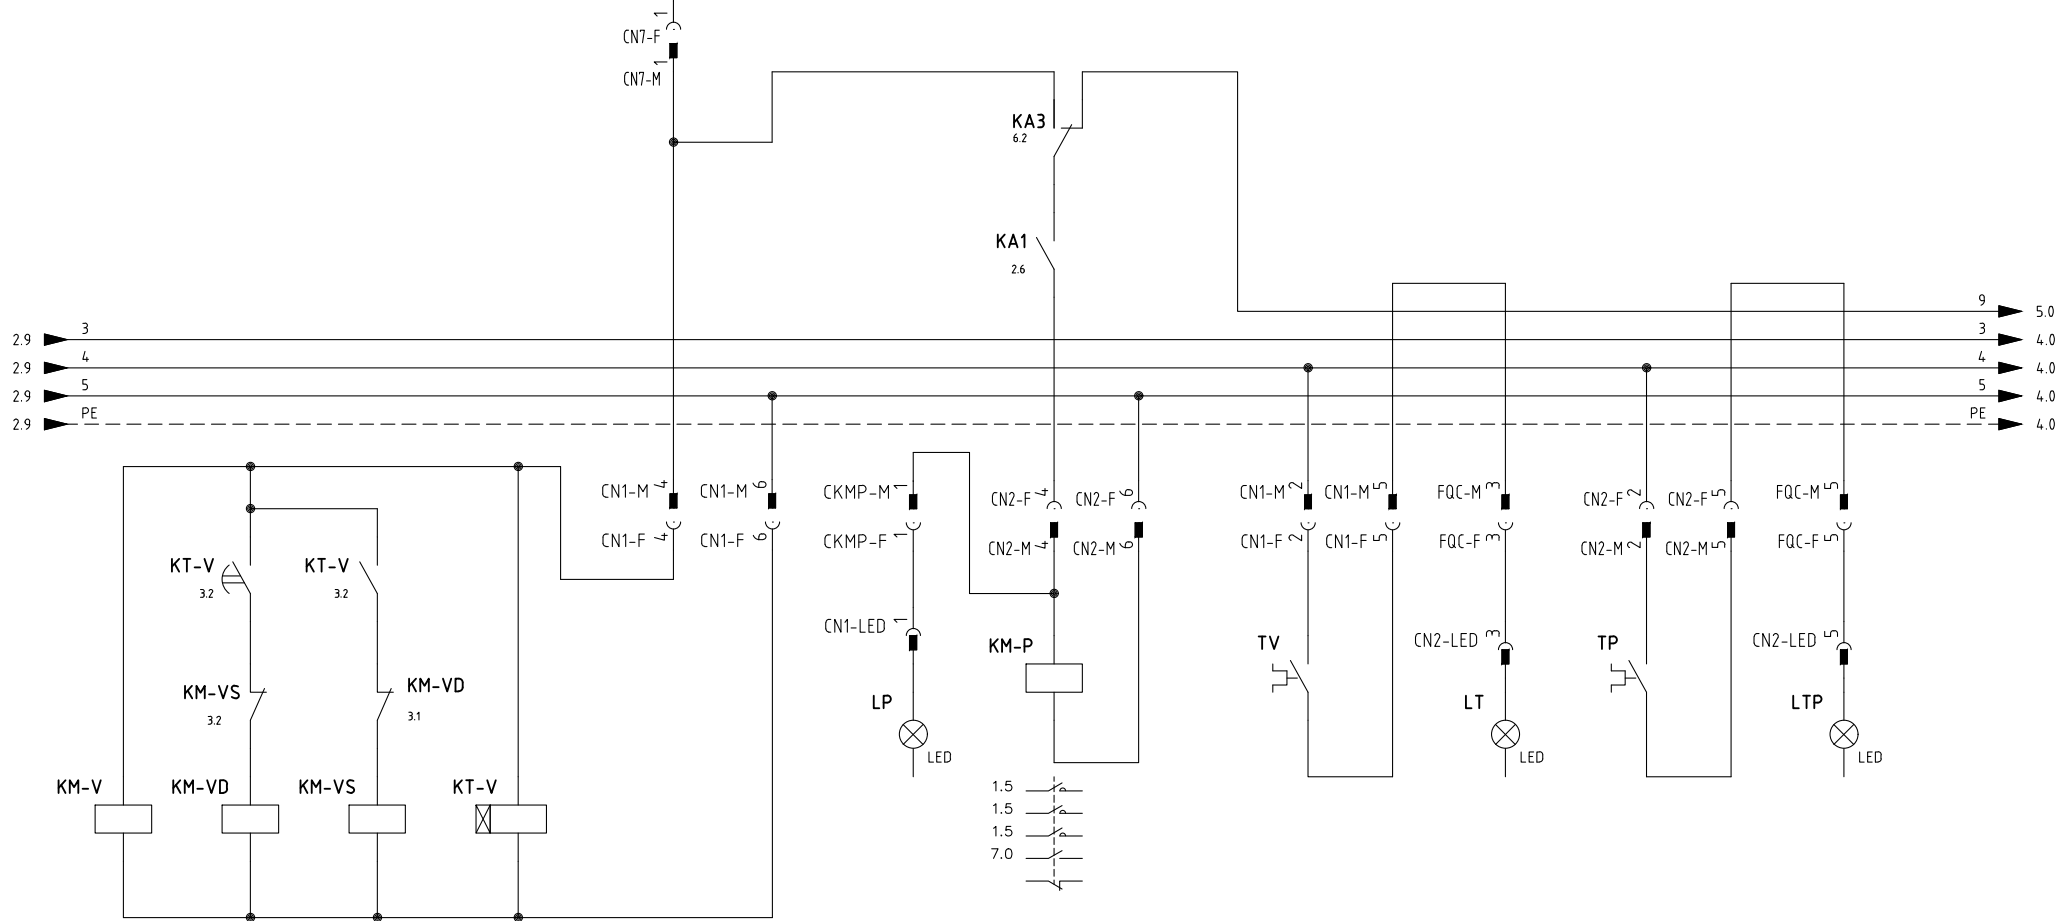 1
CN7-F
1
CN7-M
KA3
6.2
KA1
2.6
9
5.0
2.9
3
3
4.0
2.9
4
4
4.0
2.9
5
5
4.0
2.9
PE
PE
4.0
CN1-M 4
CN1-M 6
CKMP-M 1
CN2-F 4
CN2-F 6
CN1-M 2
CN1-M 5
FQC-M 3
CN2-F 2
CN2-F 5
FQC-M 5
CN1-F 4
CN1-F 6
CKMP-F 1
CN2-M 4
CN2-M 6
CN1-F 2
CN1-F 5
FQC-F 3
CN2-M 2
CN2-M 5
FQC-F 5
KT-V
3.2
KT-V
3.2
CN1-LED 1
KM-P
TV
CN2-LED 3
TP
CN2-LED 5
KM-VS
3.2
KM-VD
3.1
LP
LED
LT
LED
LTP
LED
KM-V
KM-VD
KM-VS
KT-V
1.5
1.5
1.5
7.0